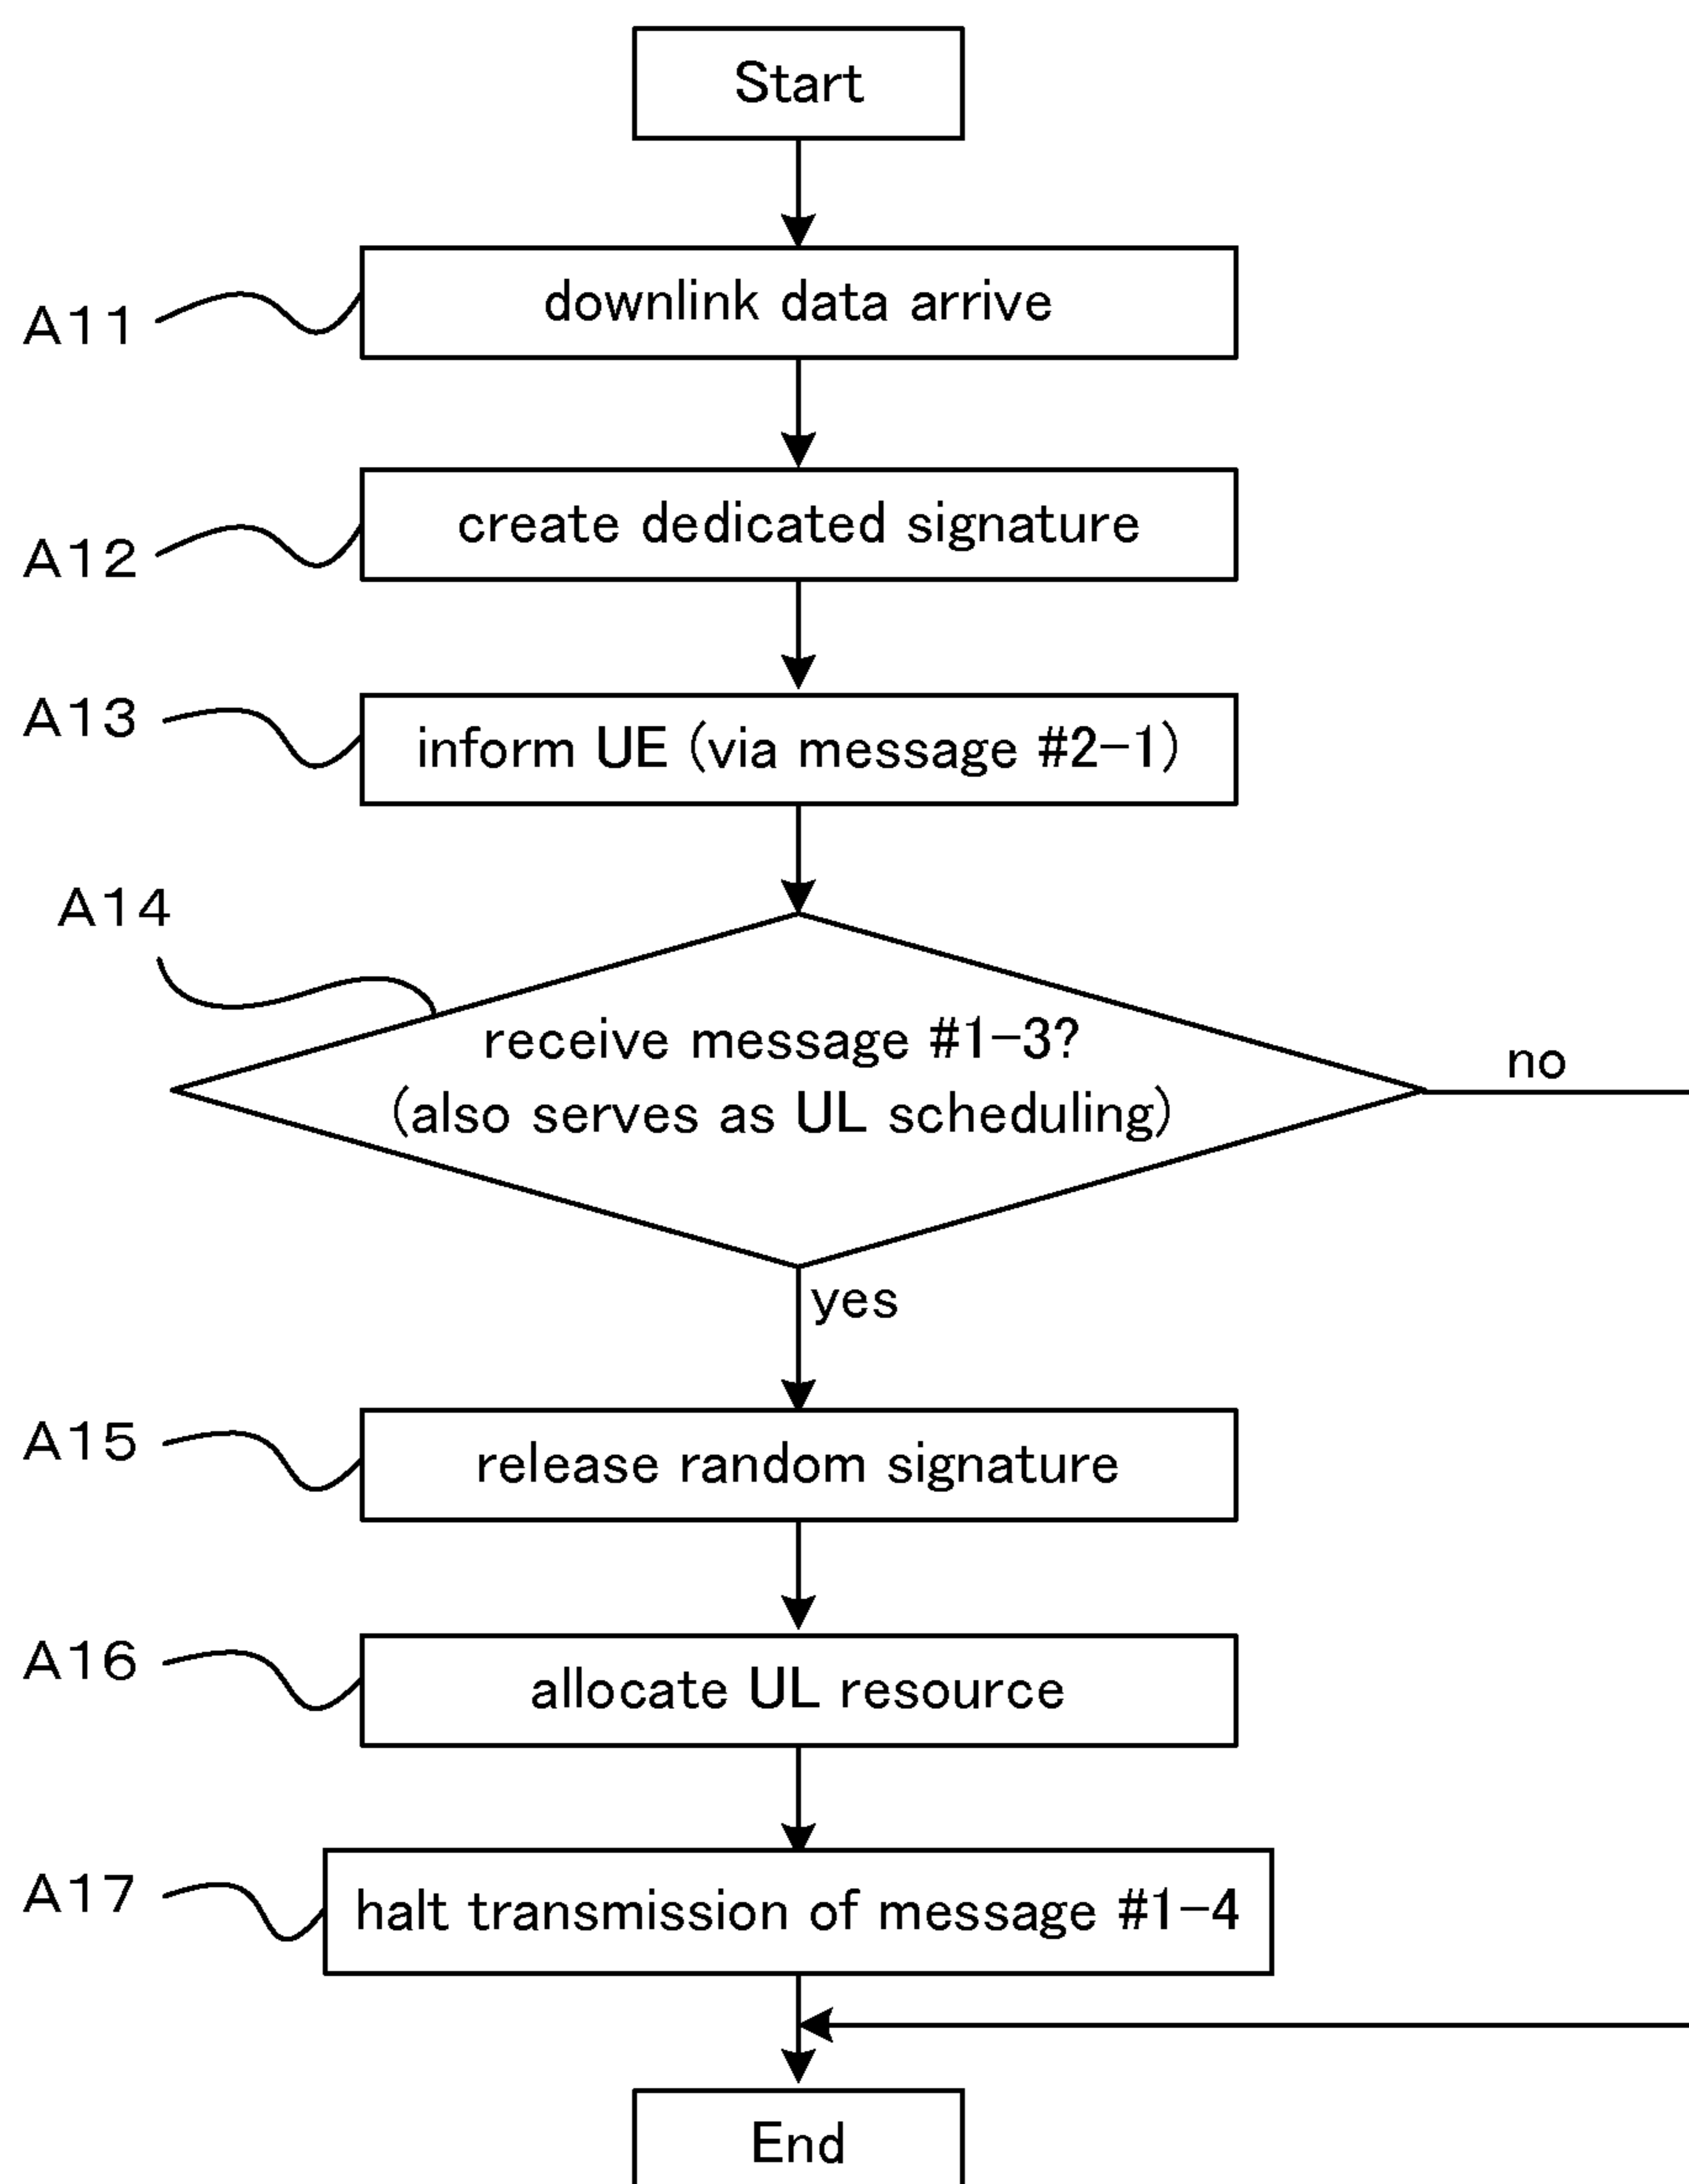 Start
A11
downlink data arrive
A12
create dedicated signature
A13
inform UE (via message #2-1)
A14
receive message #1-3?
(also serves as UL scheduling)
no
yes
A15
release random signature
A16
allocate UL resource
A17
halt transmission of message #1-4
End